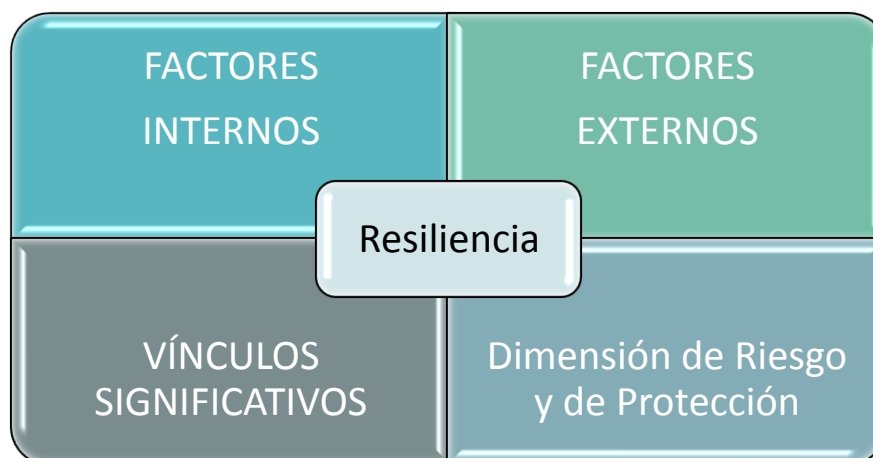 FACTORES
INTERNOS
FACTORES
EXTERNOS
Resiliencia
VÍNCULOS
SIGNIFICATIVOS
Dimensión de Riesgo
y de Protección